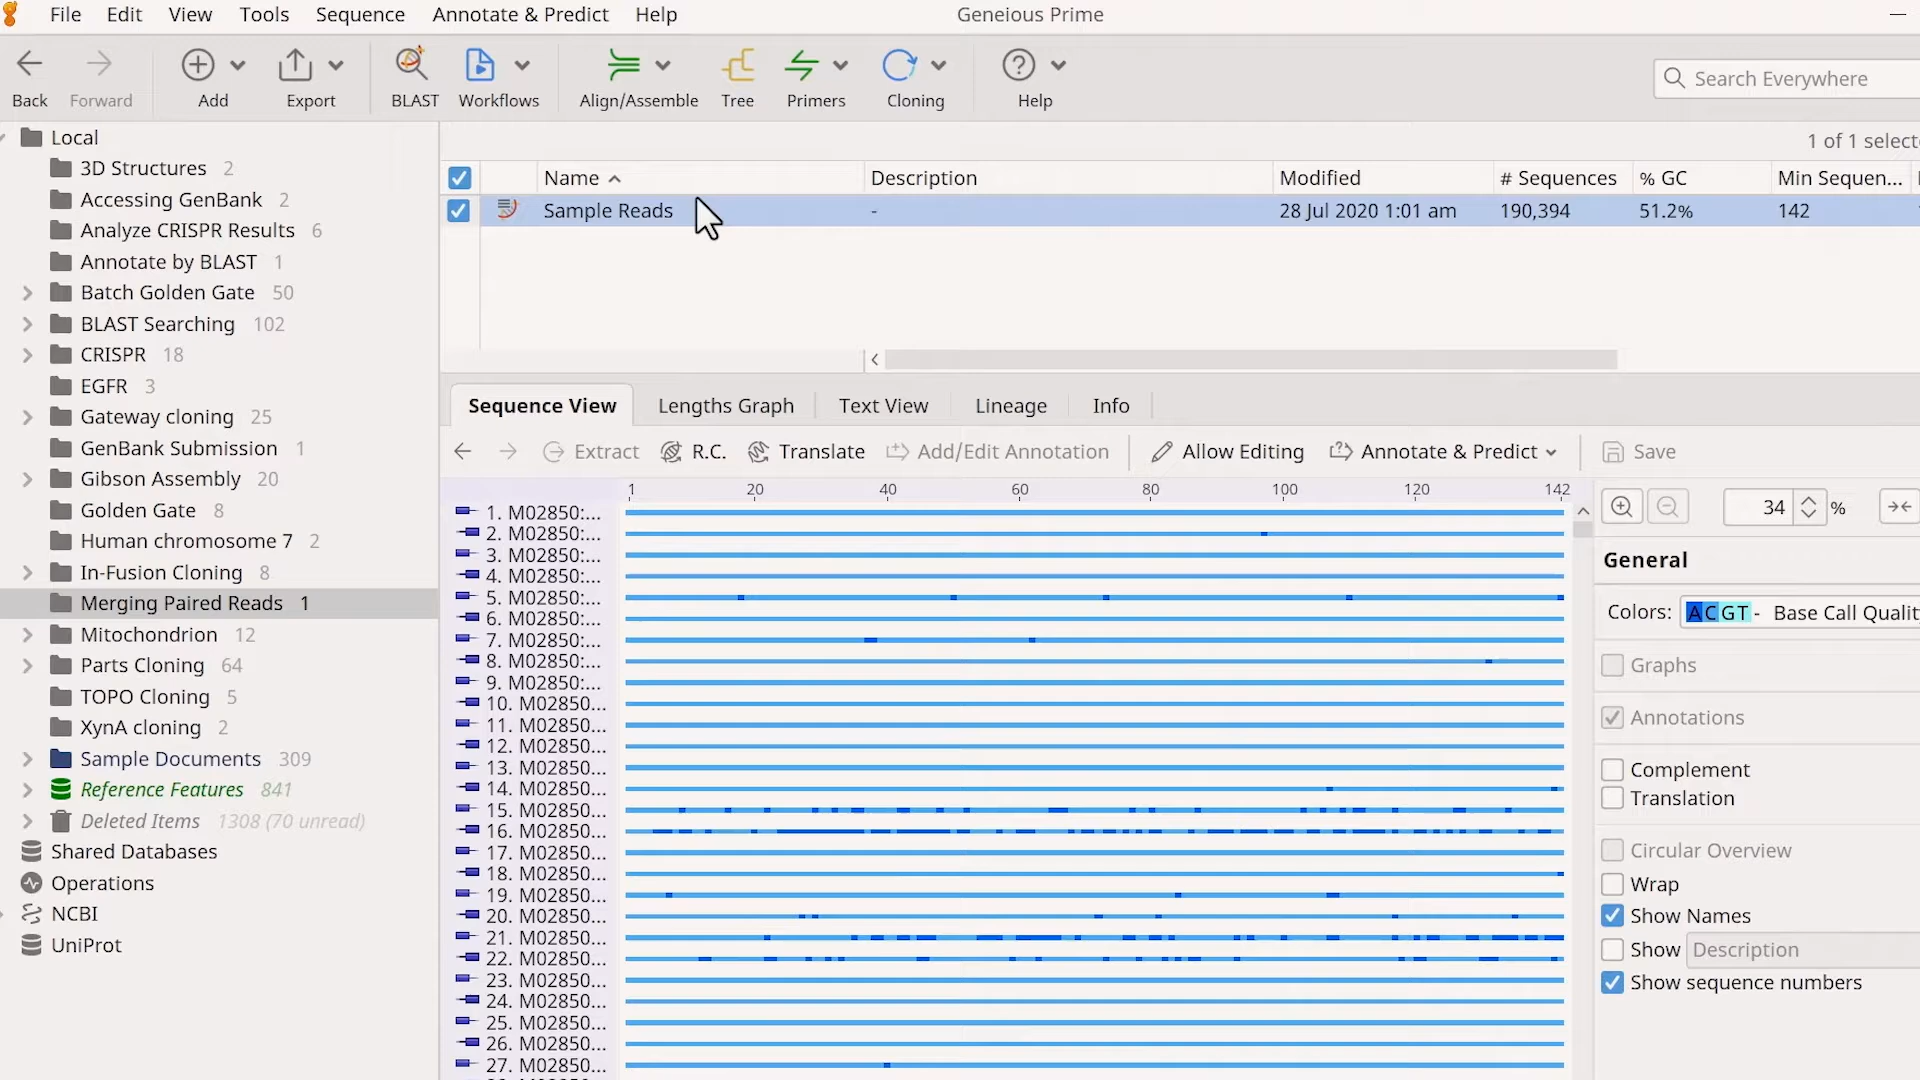 File Edit View Tools Sequence Annotate & Predict Help Geneious Prime
Back Forward Add Export BLAST Workflows Align/Assemble Tree Primers Cloning Help Search Everywhere
Local
3D Structures 2
Accessing GenBank 2
Analyze CRISPR Results 6
Annotate by BLAST 1
Batch Golden Gate 50
BLAST Searching 102
CRISPR 18
EGFR 3
Gateway cloning 25
GenBank Submission 1
Gibson Assembly 20
Golden Gate 8
Human chromosome 7 2
In-Fusion Cloning 8
Merging Paired Reads 1
Mitochondrion 12
Parts Cloning 64
TOPO Cloning 5
XynA cloning 2
Sample Documents 309
Reference Features 841
Deleted Items 1308 (70 unread)
Shared Databases
Operations
NCBI
UniProt
1 of 1 select
Name Description Modified # Sequences % GC Min Sequen...
Sample Reads - 28 Jul 2020 1:01 am 190,394 51.2% 142
Sequence View Lengths Graph Text View Lineage Info
Extract R.C. Translate Add/Edit Annotation Allow Editing Annotate & Predict Save
1 20 40 60 80 100 120 142
1. M02850:...
2. M02850:...
3. M02850:...
4. M02850:...
5. M02850:...
6. M02850:...
7. M02850:...
8. M02850:...
9. M02850:...
10. M02850...
11. M02850...
12. M02850...
13. M02850...
14. M02850...
15. M02850...
16. M02850...
17. M02850...
18. M02850...
19. M02850...
20. M02850...
21. M02850...
22. M02850...
23. M02850...
24. M02850...
25. M02850...
26. M02850...
27. M02850...
34 %
General
Colors: ACGT - Base Call Qualit
Graphs
Annotations
Complement
Translation
Circular Overview
Wrap
Show Names
Show Description
Show sequence numbers